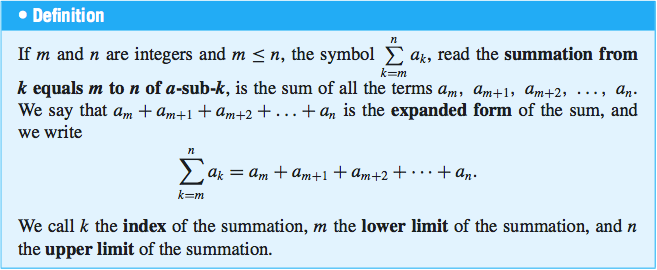 • Definition
If m and n are integers and m ≤ n, the symbol \sum_{k=m}^{n} a_k, read the summation from
k equals m to n of a-sub-k, is the sum of all the terms a_m, a_{m+1}, a_{m+2}, ..., a_n.
We say that a_m + a_{m+1} + a_{m+2} + ... + a_n is the expanded form of the sum, and
we write
\sum_{k=m}^{n} a_k = a_m + a_{m+1} + a_{m+2} + ··· + a_n.
We call k the index of the summation, m the lower limit of the summation, and n
the upper limit of the summation.